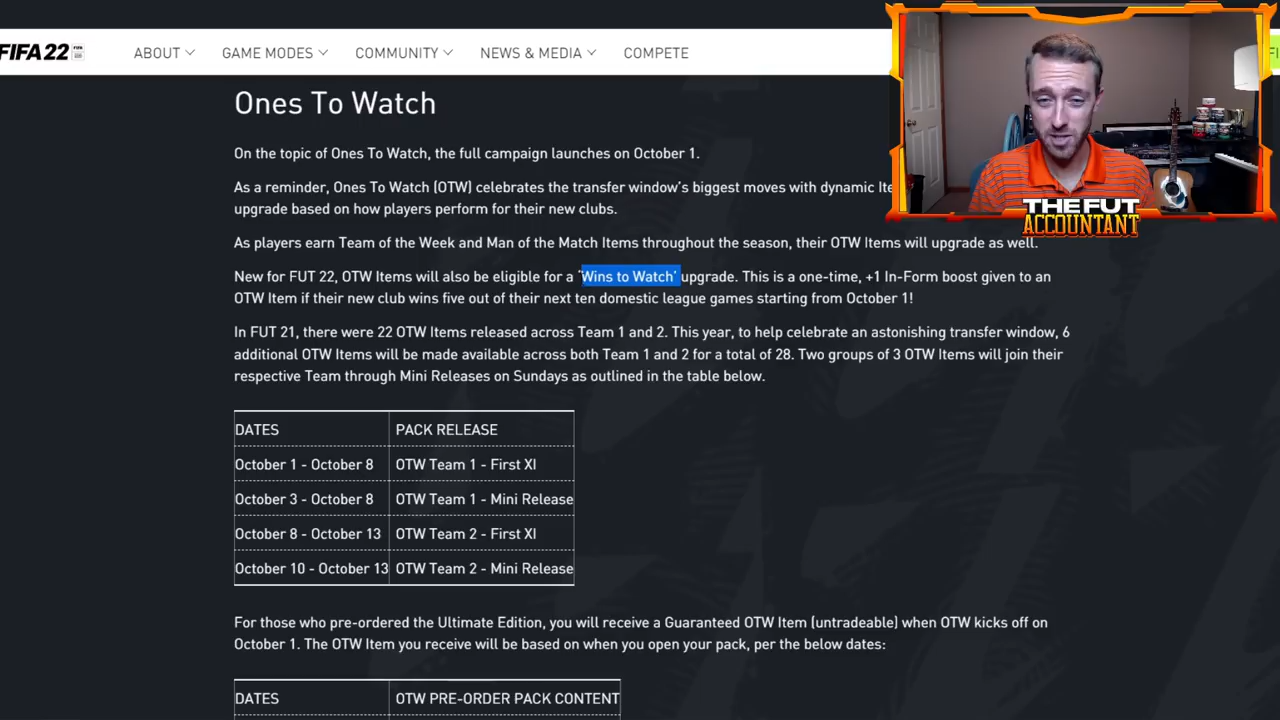 FIFA 22
ABOUT GAME MODES COMMUNITY NEWS & MEDIA COMPETE
FI
THE FUT
ACCOUNTANT
Ones To Watch
On the topic of Ones To Watch, the full campaign launches on October 1.
As a reminder, Ones To Watch (OTW) celebrates the transfer window's biggest moves with dynamic Ite
upgrade based on how players perform for their new clubs.
As players earn Team of the Week and Man of the Match Items throughout the season, their OTW Items will upgrade as well.
New for FUT 22, OTW Items will also be eligible for a 'Wins to Watch' upgrade. This is a one-time, +1 In-Form boost given to an
OTW Item if their new club wins five out of their next ten domestic league games starting from October 1!
In FUT 21, there were 22 OTW Items released across Team 1 and 2. This year, to help celebrate an astonishing transfer window, 6
additional OTW Items will be made available across both Team 1 and 2 for a total of 28. Two groups of 3 OTW Items will join their
respective Team through Mini Releases on Sundays as outlined in the table below.
DATES PACK RELEASE
October 1 - October 8 OTW Team 1 - First XI
October 3 - October 8 OTW Team 1 - Mini Release
October 8 - October 13 OTW Team 2 - First XI
October 10 - October 13 OTW Team 2 - Mini Release
For those who pre-ordered the Ultimate Edition, you will receive a Guaranteed OTW Item (untradeable) when OTW kicks off on
October 1. The OTW Item you receive will be based on when you open your pack, per the below dates:
DATES OTW PRE-ORDER PACK CONTENT